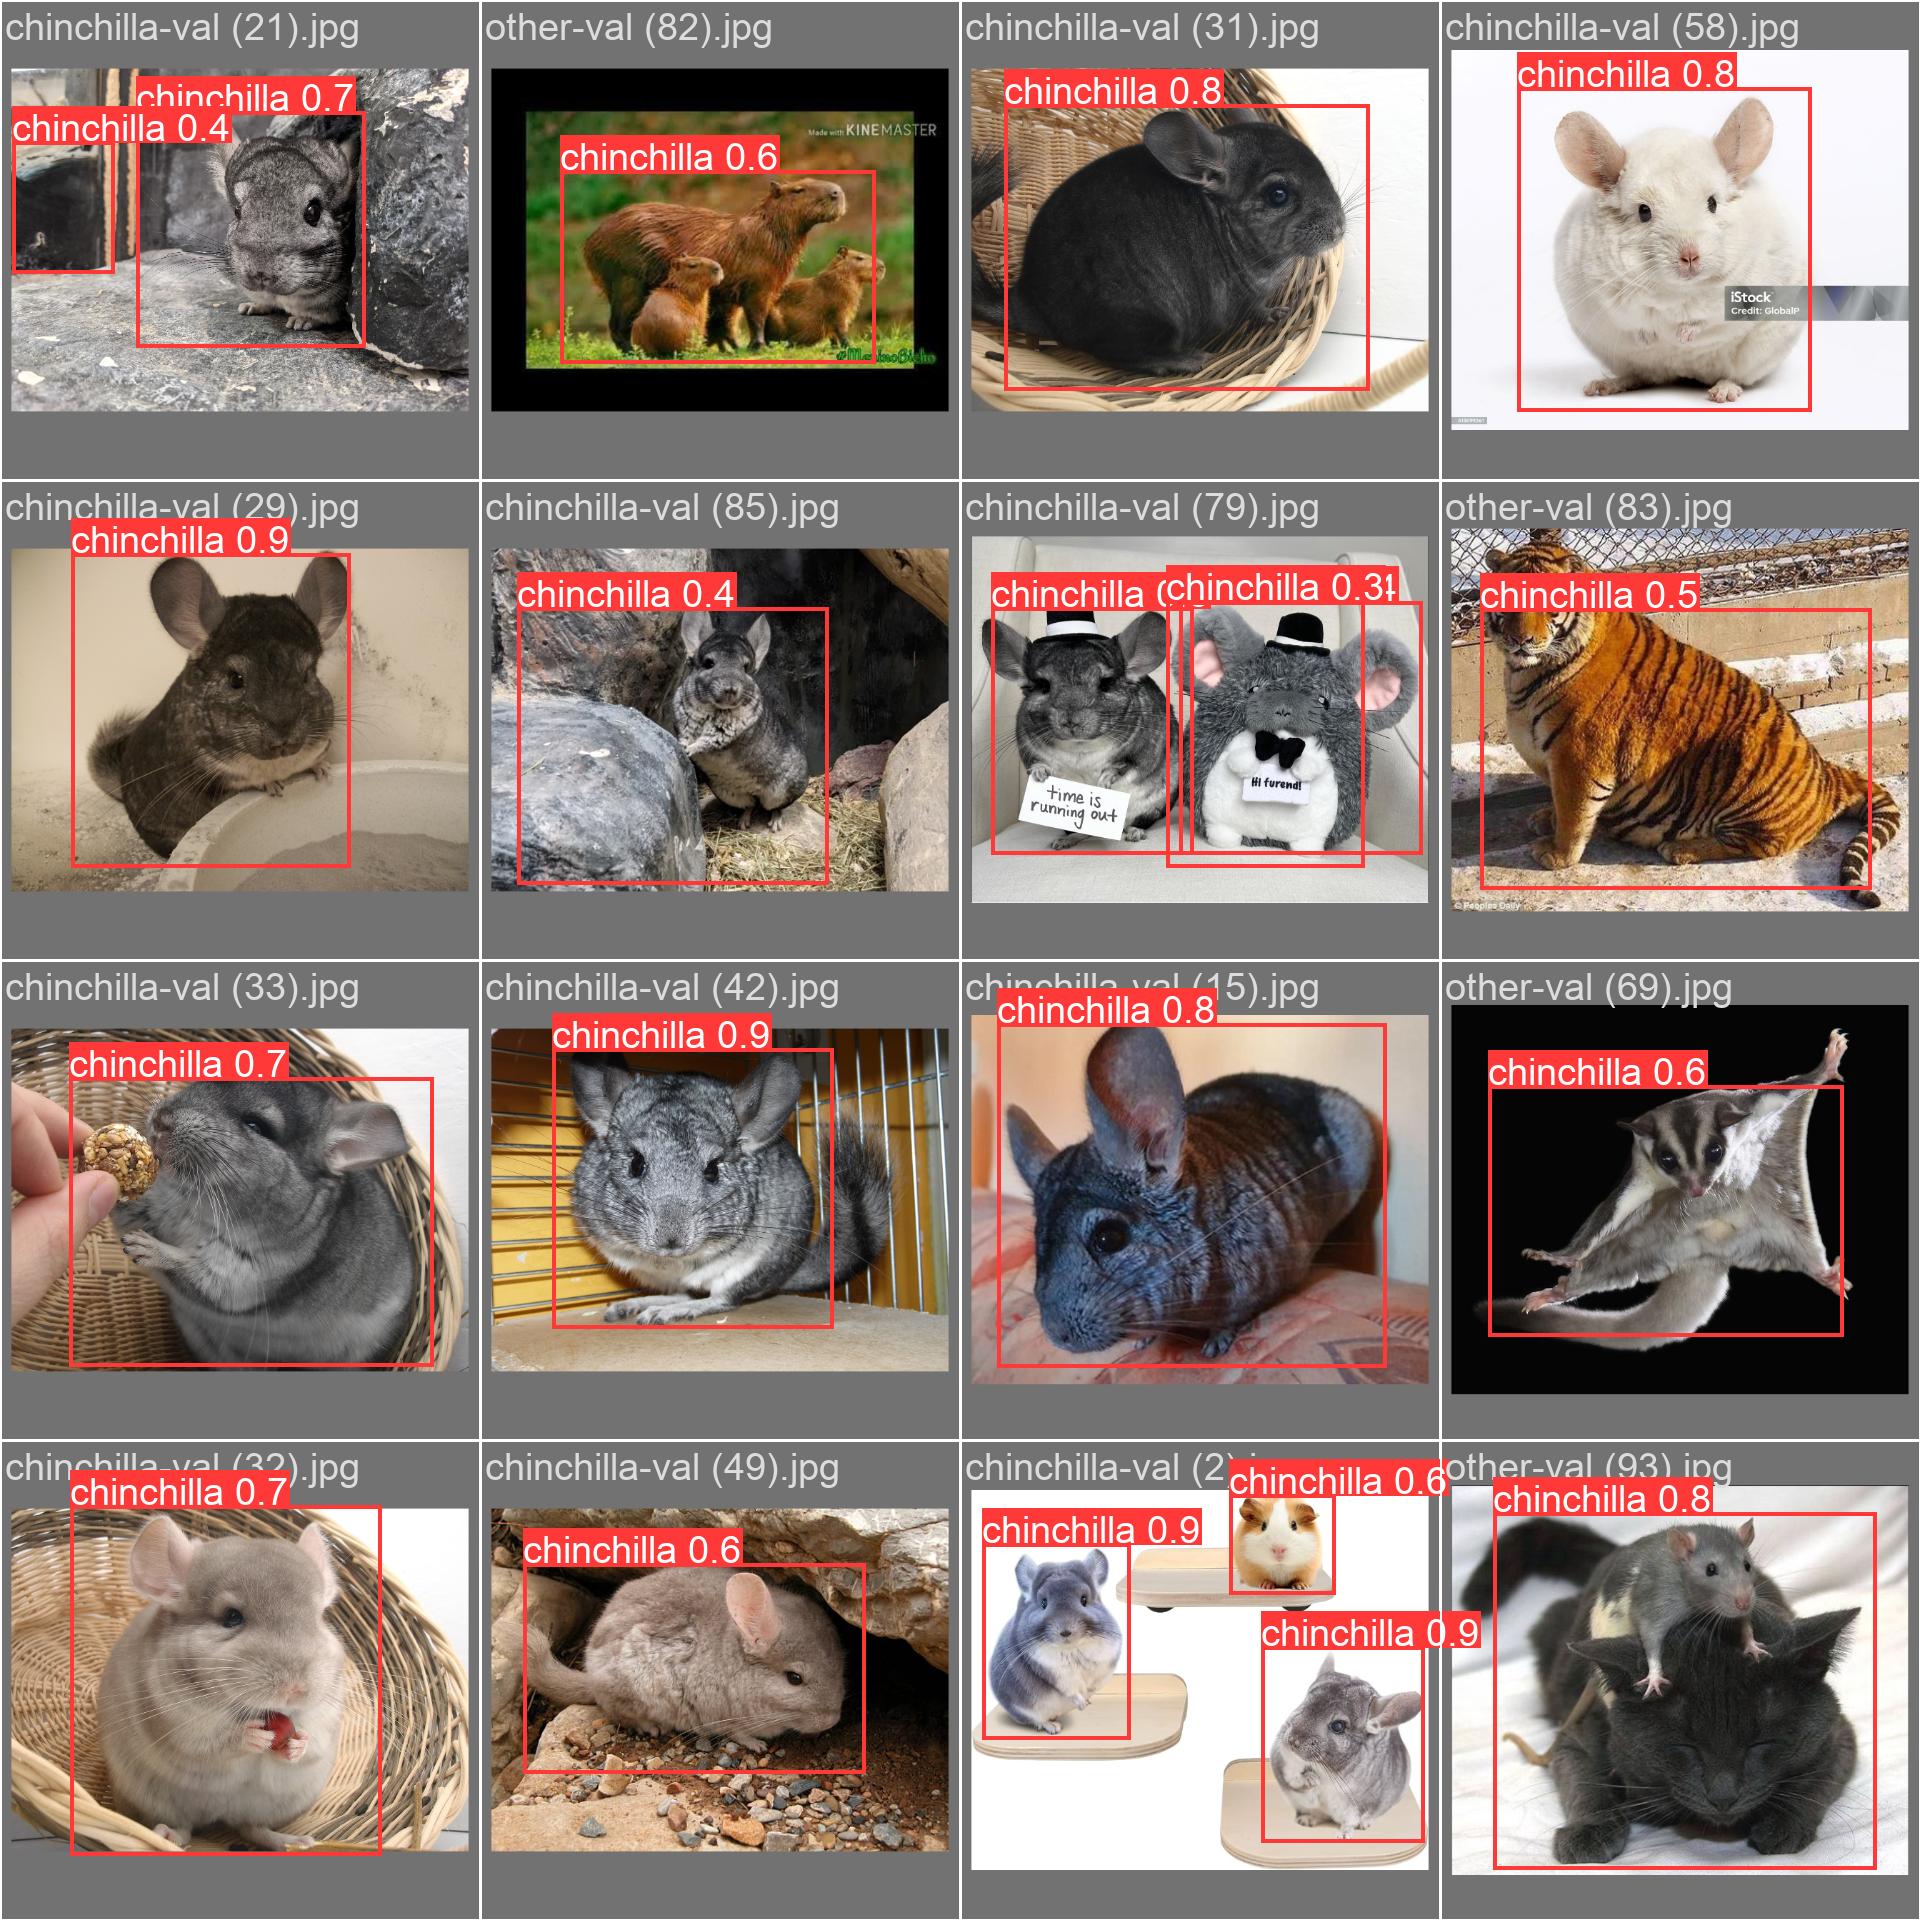 chinchilla-val (21).jpg
chinchilla 0.7
chinchilla 0.4
other-val (82).jpg
Made with KINEMASTER
chinchilla 0.6
chinchilla-val (31).jpg
chinchilla 0.8
chinchilla-val (58).jpg
chinchilla 0.8
iStock
Credit: GlobalP
chinchilla-val (29).jpg
chinchilla 0.9
chinchilla-val (85).jpg
chinchilla 0.4
chinchilla-val (79).jpg
chinchilla
chinchilla 0.3
time is
running out
Hi furend!
other-val (83).jpg
chinchilla 0.5
© Peoples Daily
chinchilla-val (33).jpg
chinchilla 0.7
chinchilla-val (42).jpg
chinchilla 0.9
chinchilla-val (15).jpg
chinchilla 0.8
other-val (69).jpg
chinchilla 0.6
chinchilla-val (32).jpg
chinchilla 0.7
chinchilla-val (49).jpg
chinchilla 0.6
chinchilla-val (2)
chinchilla 0.6
chinchilla 0.9
chinchilla 0.9
other-val (93).jpg
chinchilla 0.8